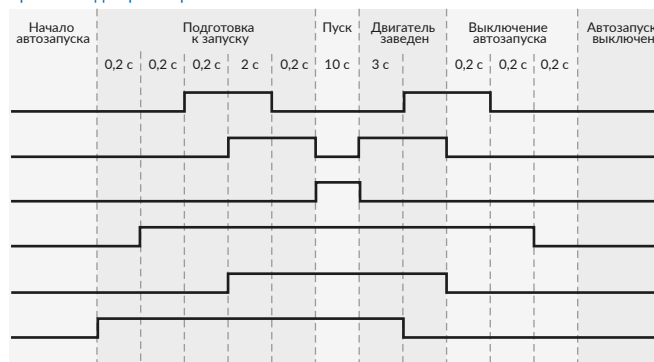 Начало
автозапуска
Подготовка
к запуску
Пуск
Двигатель
заведен
Выключение
автозапуска
Автозапуск
выключен
0,2 с 0,2 с 0,2 с 2 с 0,2 с 10 с 3 с 0,2 с 0,2 с 0,2 с